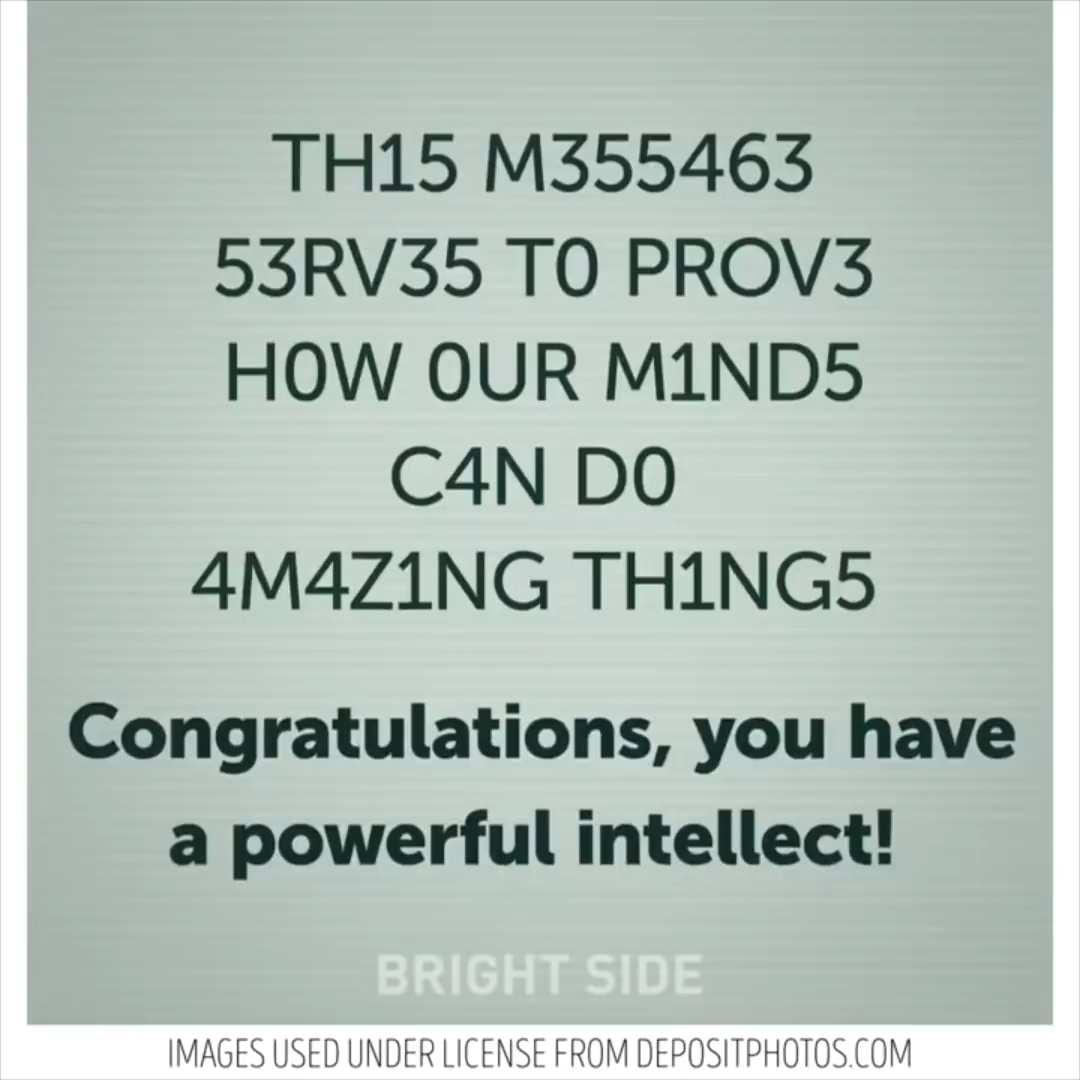 TH15 M355463
53RV35 T0 PROV3
H0W 0UR M1ND5
C4N D0
4M4Z1NG TH1NG5
Congratulations, you have
a powerful intellect!
BRIGHT SIDE
IMAGES USED UNDER LICENSE FROM DEPOSITPHOTOS.COM